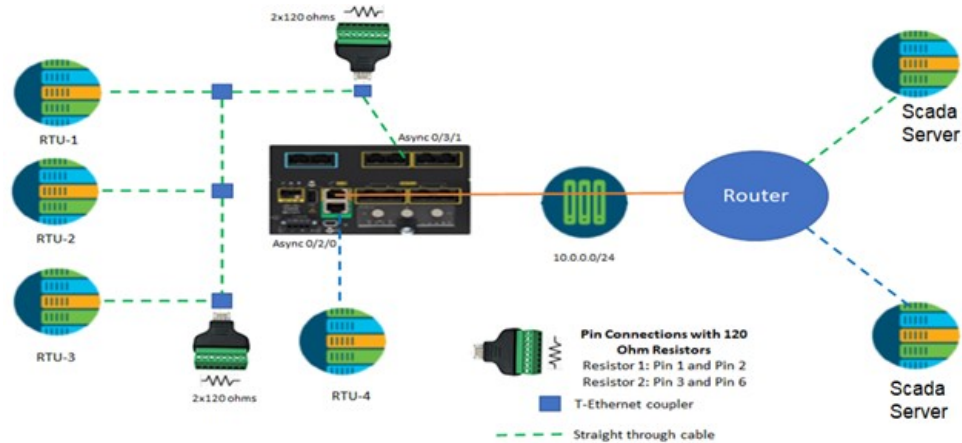 2x120 ohms
RTU-1
Async 0/3/1
Scada
Server
RTU-2
Router
Async 0/2/0
10.0.0.0/24
RTU-3
2x120 ohms
RTU-4
Pin Connections with 120
Ohm Resistors
Resistor 1: Pin 1 and Pin 2
Resistor 2: Pin 3 and Pin 6
T-Ethernet coupler
Straight through cable
Scada
Server